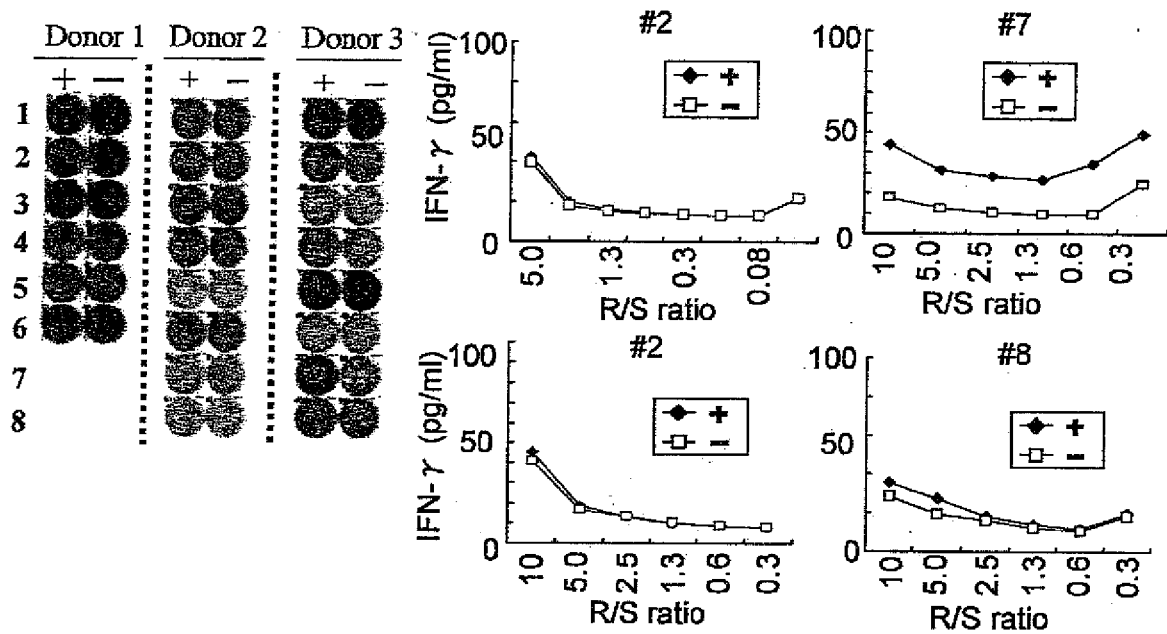 Donor 1 Donor 2 Donor 3
+ − + − + −
1
2
3
4
5
6
7
8
#2
IFN-γ (pg/ml)
100
50
0
+
−
5.0 1.3 0.3 0.08
R/S ratio
#7
100
50
0
+
−
10 5.0 2.5 1.3 0.6 0.3
R/S ratio
#2
IFN-γ (pg/ml)
100
50
0
+
−
10 5.0 2.5 1.3 0.6 0.3
R/S ratio
#8
100
50
0
+
−
10 5.0 2.5 1.3 0.6 0.3
R/S ratio